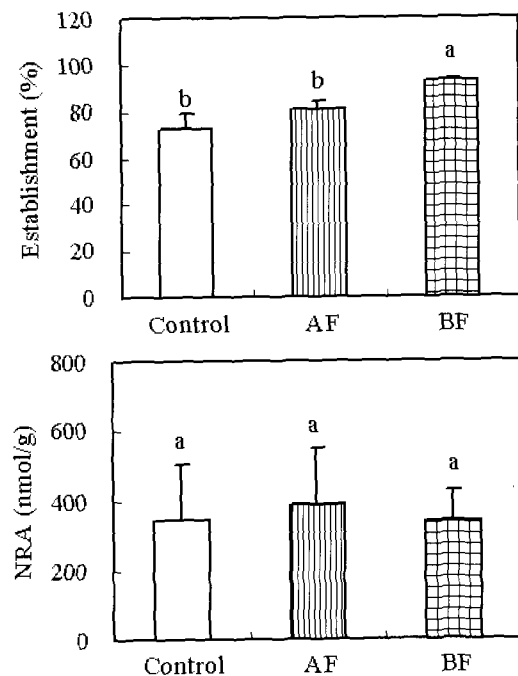 120
100
80
60
40
20
0
Establishment (%)
b
b
a
Control AF BF
800
600
400
200
0
NRA (nmol/g)
a
a
a
Control AF BF